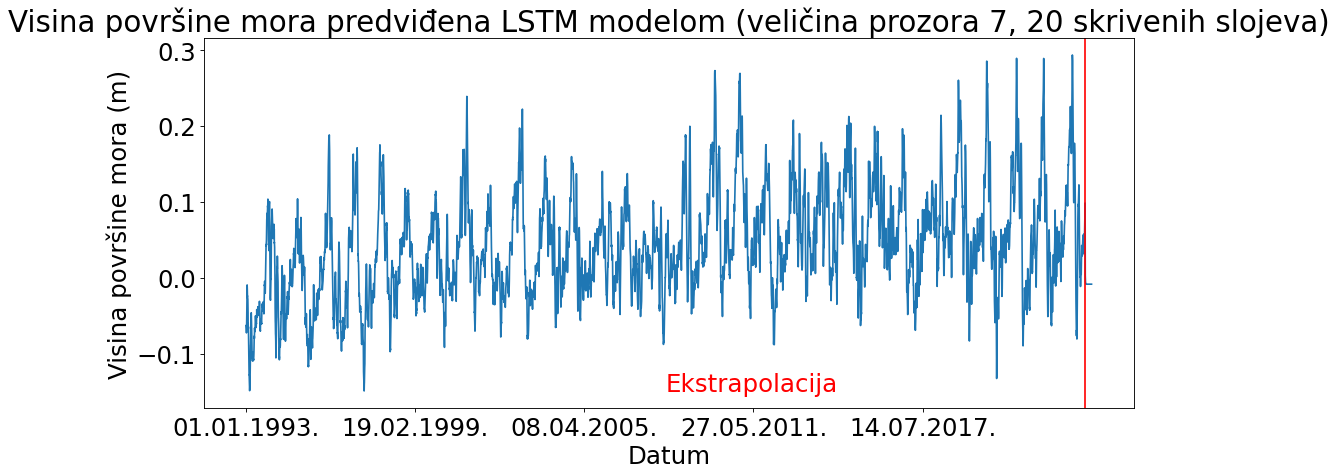 Visina površine mora predviđena LSTM modelom (veličina prozora 7, 20 skrivenih slojeva)
Visina površine mora (m)
0.3
0.2
0.1
0.0
−0.1
Ekstrapolacija
01.01.1993. 19.02.1999. 08.04.2005. 27.05.2011. 14.07.2017.
Datum